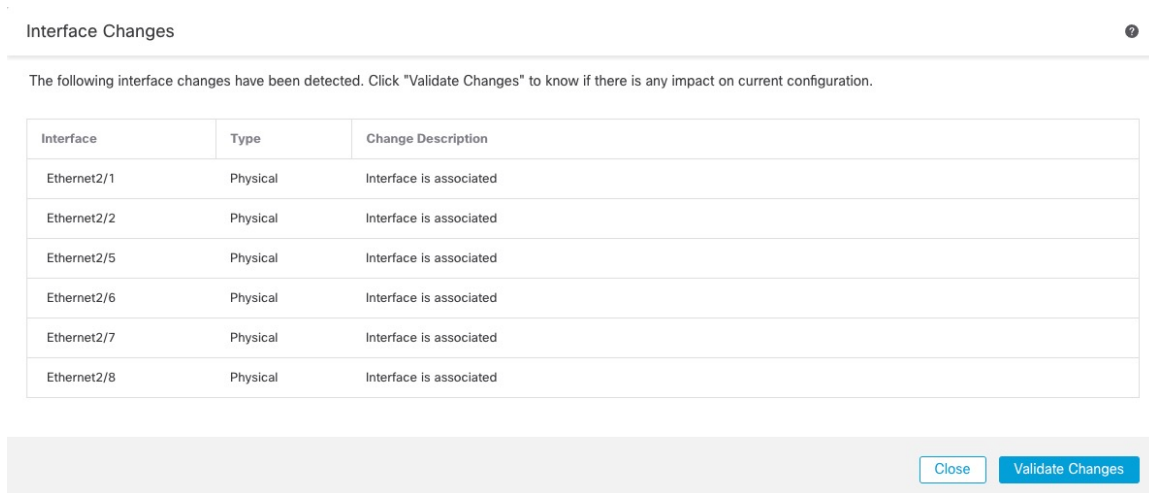 Interface Changes
?
The following interface changes have been detected. Click "Validate Changes" to know if there is any impact on current configuration.
Interface Type Change Description
Ethernet2/1 Physical Interface is associated
Ethernet2/2 Physical Interface is associated
Ethernet2/5 Physical Interface is associated
Ethernet2/6 Physical Interface is associated
Ethernet2/7 Physical Interface is associated
Ethernet2/8 Physical Interface is associated
Close Validate Changes